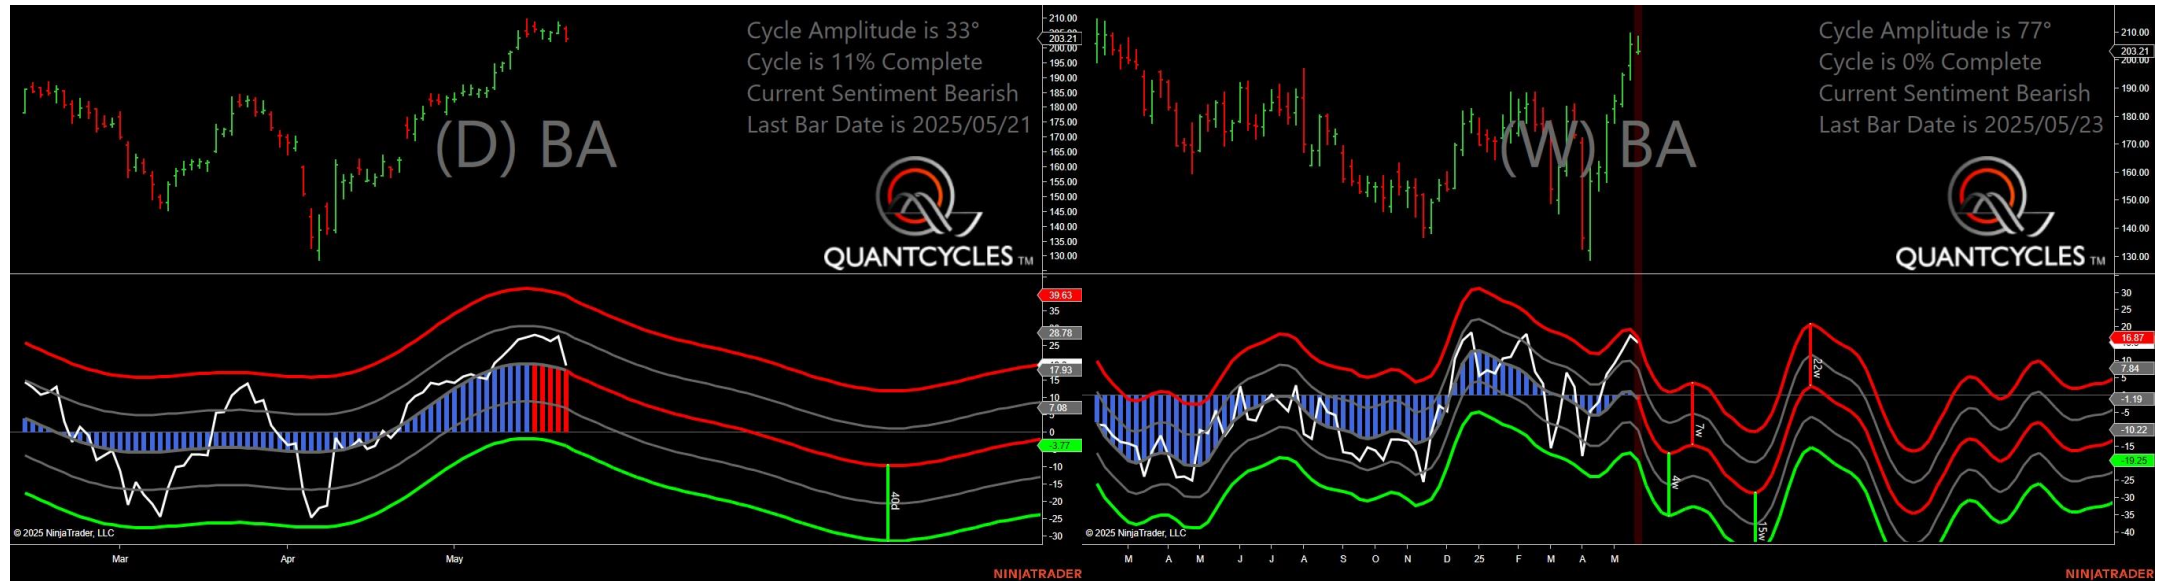 Cycle Amplitude is 33°
Cycle is 11% Complete
Current Sentiment Bearish
Last Bar Date is 2025/05/21
(D) BA
QUANTCYCLES TM
210.00
203.21
200.00
195.00
190.00
185.00
180.00
175.00
170.00
165.00
160.00
155.00
150.00
145.00
140.00
135.00
130.00
39.63
35
28.78
25
17.93
15
10
7.08
0
-3.77
-10
-15
-20
-25
-30
40d
© 2025 NinjaTrader, LLC
Mar Apr May
NINJATRADER
Cycle Amplitude is 77°
Cycle is 0% Complete
Current Sentiment Bearish
Last Bar Date is 2025/05/23
(W) BA
QUANTCYCLES TM
210.00
203.21
200.00
190.00
180.00
170.00
160.00
150.00
140.00
130.00
30
25
20
16.87
7.84
5
-1.19
-5
-10.22
-15
-19.25
-25
-30
-35
-40
7w
4w
15w
22w
© 2025 NinjaTrader, LLC
M A M J J A S O N D 25 F M A M
NINJATRADER